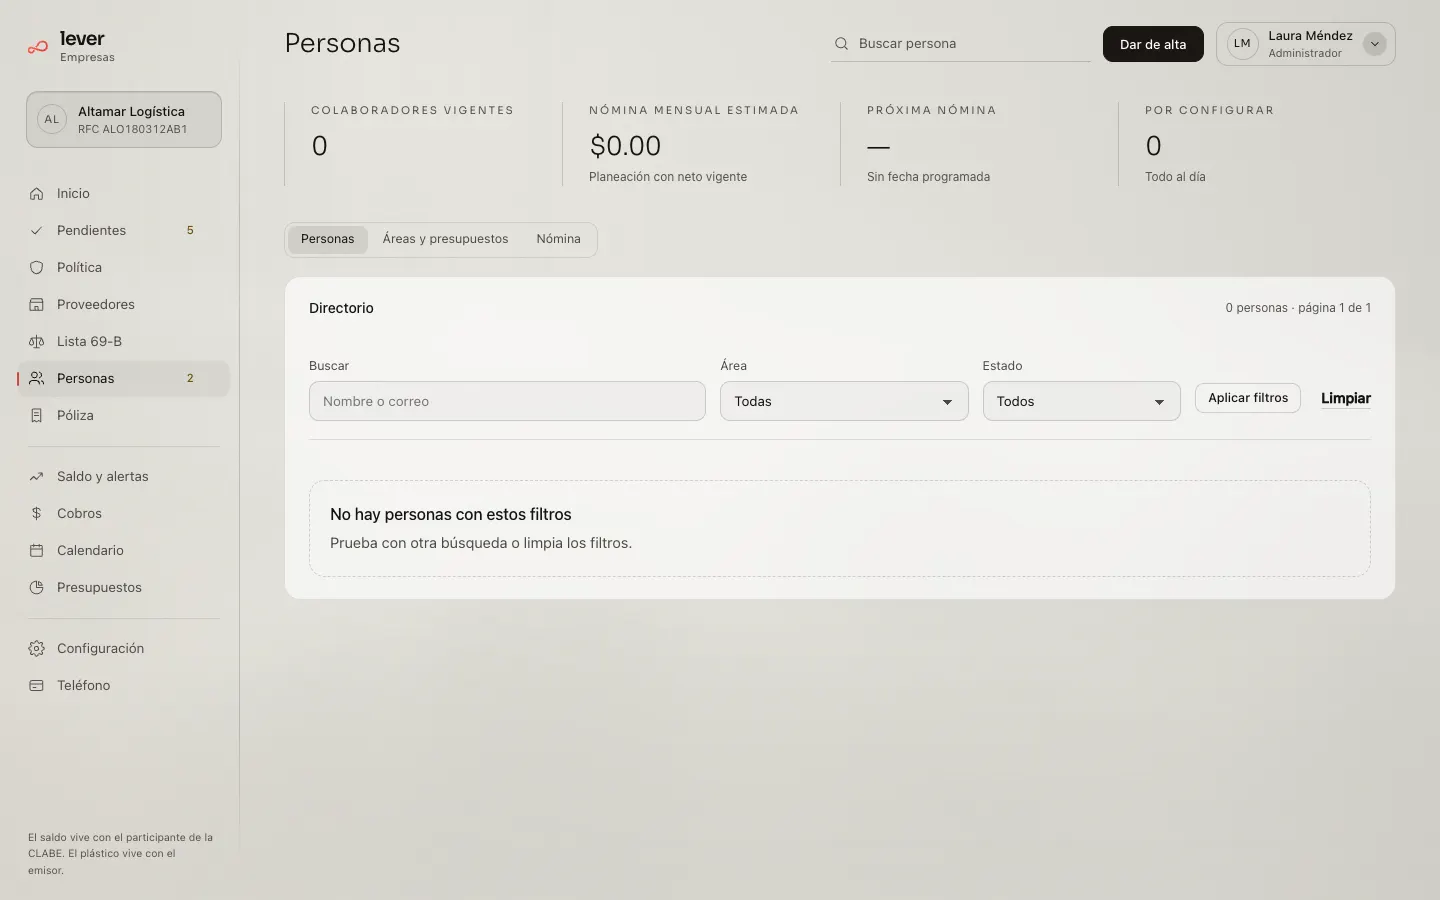 lever
Empresas
AL
Altamar Logística
RFC ALO180312AB1
Inicio
Pendientes 5
Política
Proveedores
Lista 69-B
Personas 2
Póliza
Saldo y alertas
Cobros
Calendario
Presupuestos
Configuración
Teléfono
El saldo vive con el participante de la
CLABE. El plástico vive con el
emisor.
Personas
Buscar persona
Dar de alta
LM
Laura Méndez
Administrador
COLABORADORES VIGENTES
0
NÓMINA MENSUAL ESTIMADA
$0.00
Planeación con neto vigente
PRÓXIMA NÓMINA
—
Sin fecha programada
POR CONFIGURAR
0
Todo al día
Personas Áreas y presupuestos Nómina
Directorio
0 personas · página 1 de 1
Buscar
Nombre o correo
Área
Todas
Estado
Todos
Aplicar filtros
Limpiar
No hay personas con estos filtros
Prueba con otra búsqueda o limpia los filtros.